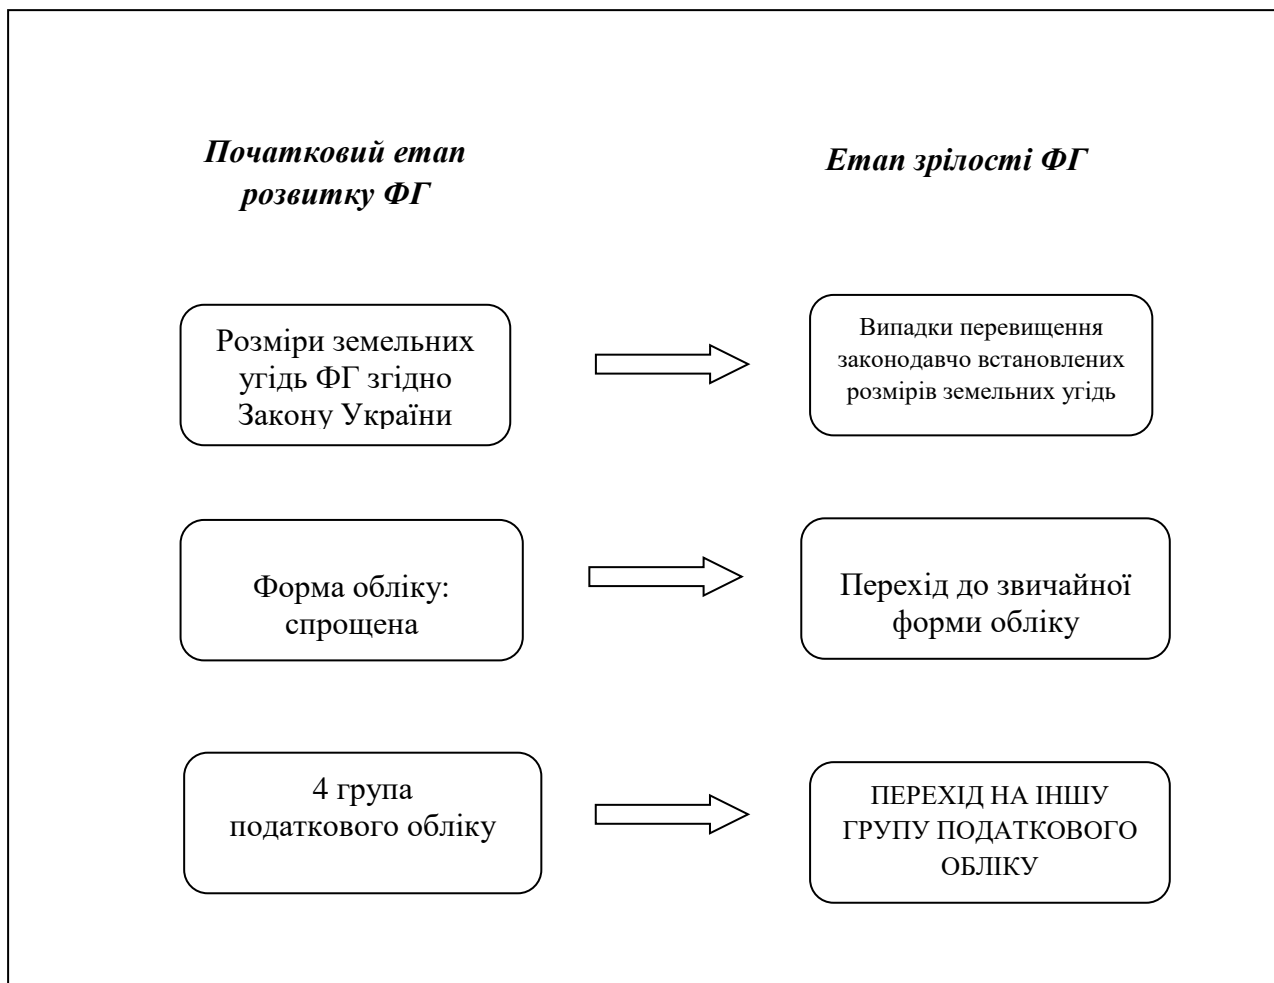 Початковий етап
розвитку ФГ
Етап зрілості ФГ
Розміри земельних
угідь ФГ згідно
Закону України
Випадки перевищення
законодавчо встановлених
розмірів земельних угідь
Форма обліку:
спрощена
Перехід до звичайної
форми обліку
4 група
податкового обліку
ПЕРЕХІД НА ІНШУ
ГРУПУ ПОДАТКОВОГО
ОБЛІКУ